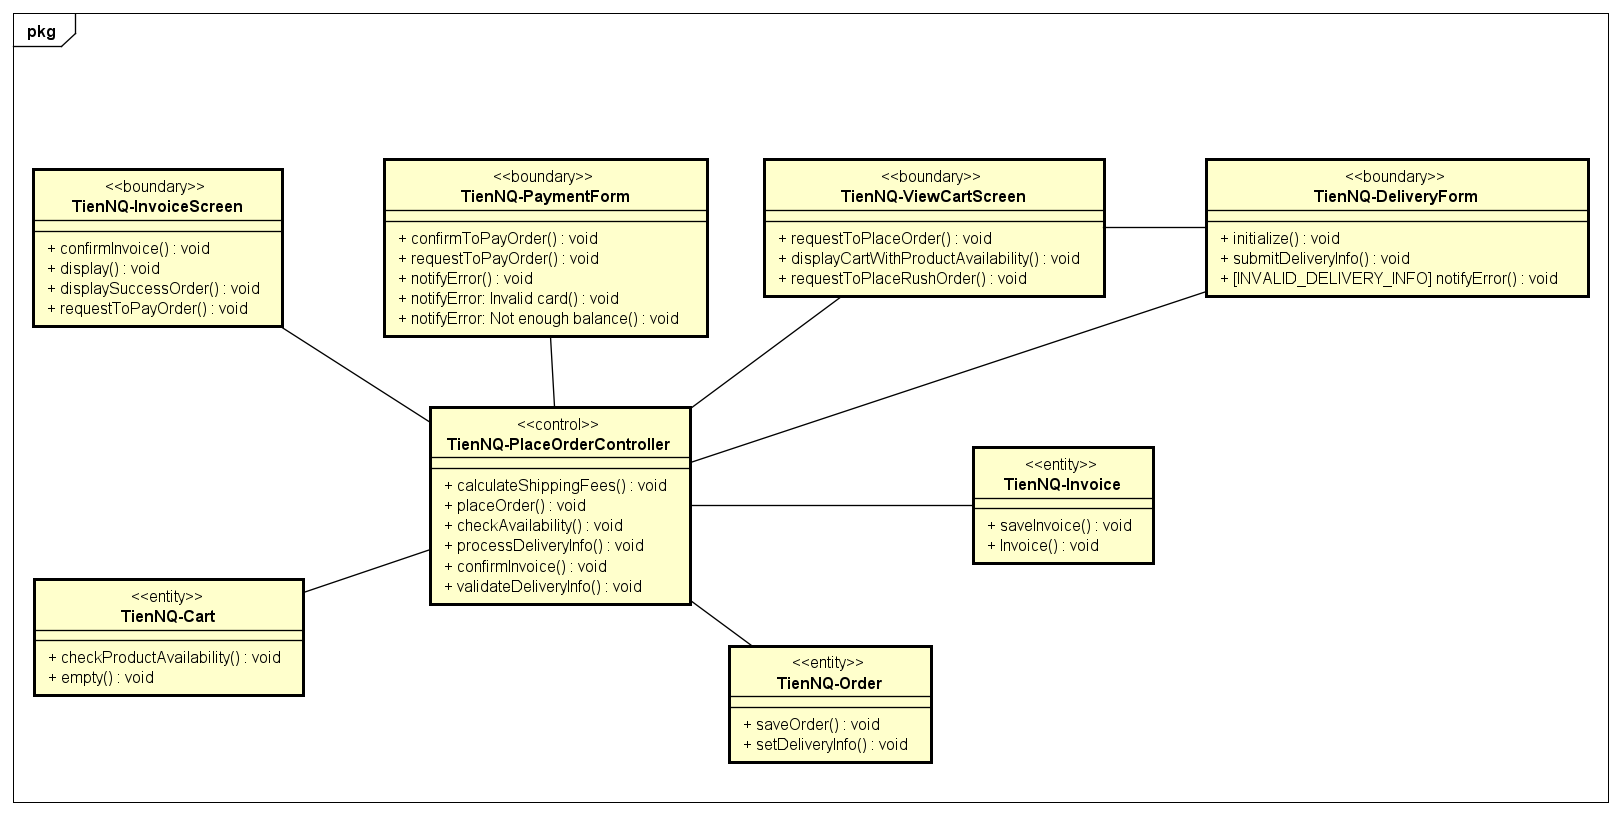 pkg
<<boundary>>
TienNQ-InvoiceScreen
+ confirmInvoice() : void
+ display() : void
+ displaySuccessOrder() : void
+ requestToPayOrder() : void
<<boundary>>
TienNQ-PaymentForm
+ confirmToPayOrder() : void
+ requestToPayOrder() : void
+ notifyError() : void
+ notifyError: Invalid card() : void
+ notifyError: Not enough balance() : void
<<boundary>>
TienNQ-ViewCartScreen
+ requestToPlaceOrder() : void
+ displayCartWithProductAvailability() : void
+ requestToPlaceRushOrder() : void
<<boundary>>
TienNQ-DeliveryForm
+ initialize() : void
+ submitDeliveryInfo() : void
+ [INVALID_DELIVERY_INFO] notifyError() : void
<<control>>
TienNQ-PlaceOrderController
+ calculateShippingFees() : void
+ placeOrder() : void
+ checkAvailability() : void
+ processDeliveryInfo() : void
+ confirmInvoice() : void
+ validateDeliveryInfo() : void
<<entity>>
TienNQ-Invoice
+ saveInvoice() : void
+ Invoice() : void
<<entity>>
TienNQ-Cart
+ checkProductAvailability() : void
+ empty() : void
<<entity>>
TienNQ-Order
+ saveOrder() : void
+ setDeliveryInfo() : void